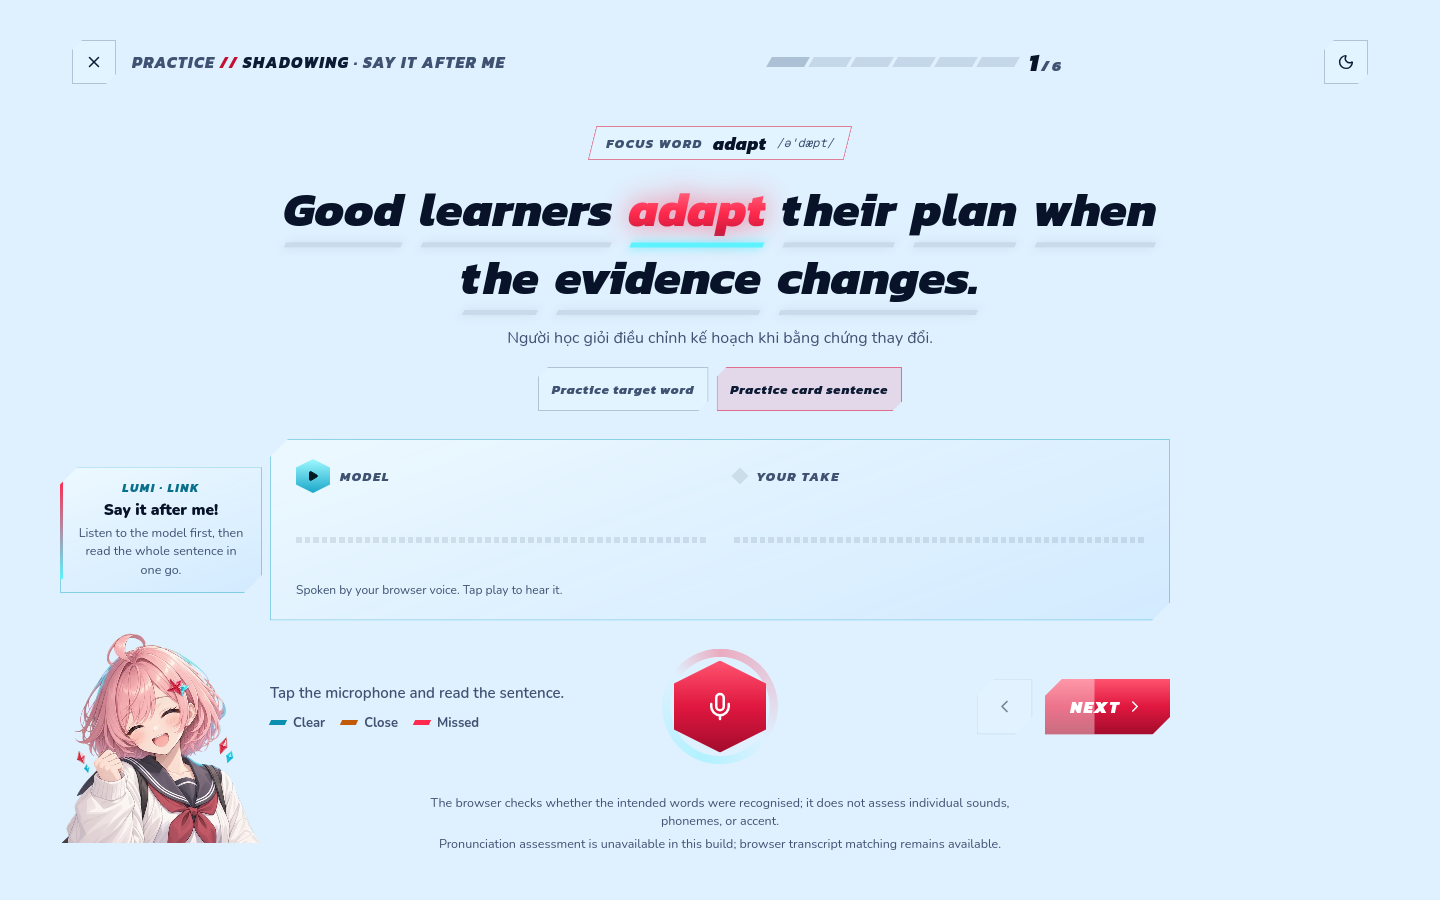 PRACTICE // SHADOWING · SAY IT AFTER ME
1 / 6
FOCUS WORD adapt /əˈdæpt/
Good learners adapt their plan when
the evidence changes.
Người học giỏi điều chỉnh kế hoạch khi bằng chứng thay đổi.
Practice target word
Practice card sentence
LUMI · LINK
Say it after me!
Listen to the model first, then
read the whole sentence in
one go.
MODEL
YOUR TAKE
Spoken by your browser voice. Tap play to hear it.
Tap the microphone and read the sentence.
Clear Close Missed
NEXT
The browser checks whether the intended words were recognised; it does not assess individual sounds,
phonemes, or accent.
Pronunciation assessment is unavailable in this build; browser transcript matching remains available.